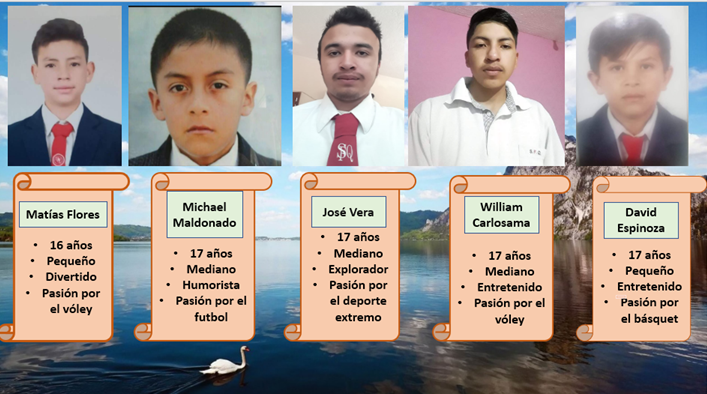 Matías Flores
• 16 años
• Pequeño
• Divertido
• Pasión por
el vóley
Michael
Maldonado
• 17 años
• Mediano
• Humorista
• Pasión por el
futbol
José Vera
• 17 años
• Mediano
• Explorador
• Pasión por
el deporte
extremo
William
Carlosama
• 17 años
• Mediano
• Entretenido
• Pasión por el
vóley
David
Espinoza
• 17 años
• Pequeño
• Entretenido
• Pasión por
el básquet